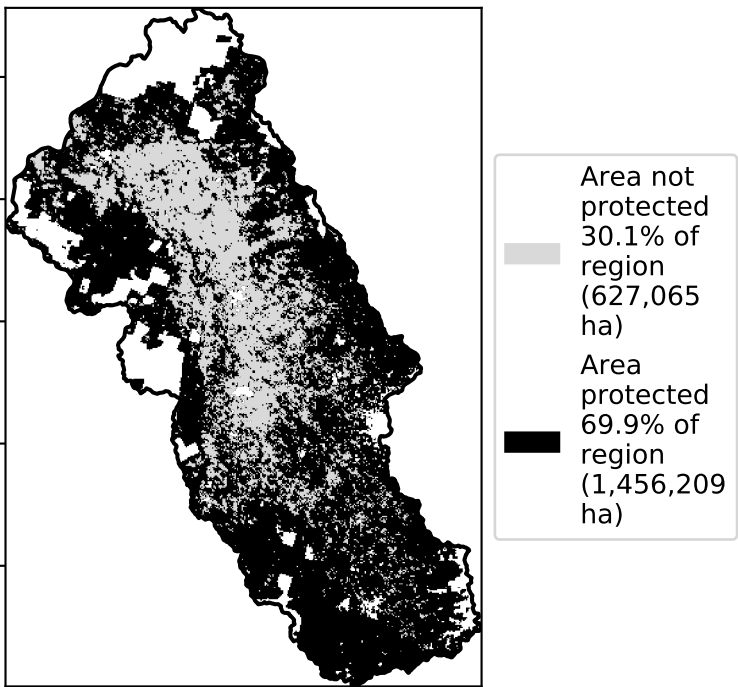 Area not
protected
30.1% of
region
(627,065
ha)
Area
protected
69.9% of
region
(1,456,209
ha)